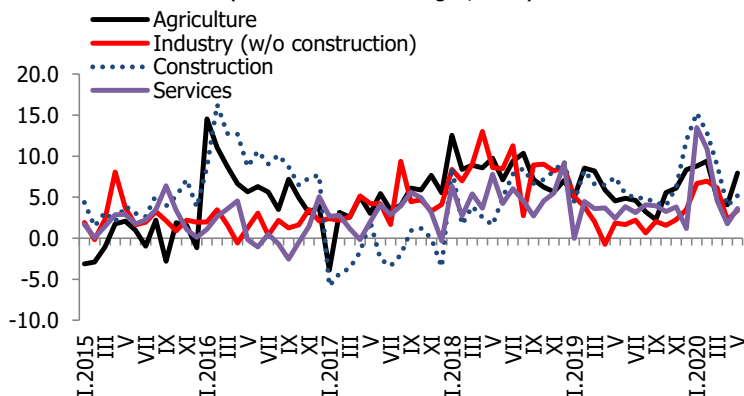 Agriculture
Industry (w/o construction)
Construction
Services
20.0
15.0
10.0
5.0
0.0
-5.0
-10.0
I.2015
III
V
VII
IX
XI
I.2016
III
V
VII
IX
XI
I.2017
III
V
VII
IX
XI
I.2018
III
V
VII
IX
XI
I.2019
III
V
VII
IX
XI
I.2020
III
V